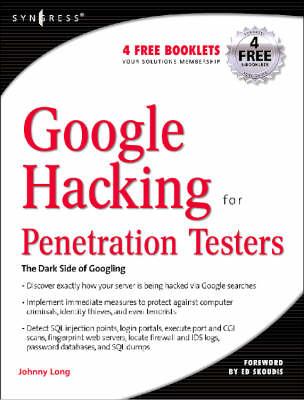 SYNGRESS
4 FREE BOOKLETS
YOUR SOLUTIONS MEMBERSHIP
4
FREE
BOOKLETS
Google
Hacking for
Penetration Testers
The Dark Side of Googling
• Discover exactly how your server is being hacked via Google searches
• Implement immediate measures to protect against computer
criminals, identity thieves, and even terrorists
• Detect SQL injection points, login portals, execute port and CGI
scans, fingerprint web servers, locate firewall and IDS logs,
password databases, and SQL dumps
Johnny Long
FOREWORD
BY ED SKOUDIS